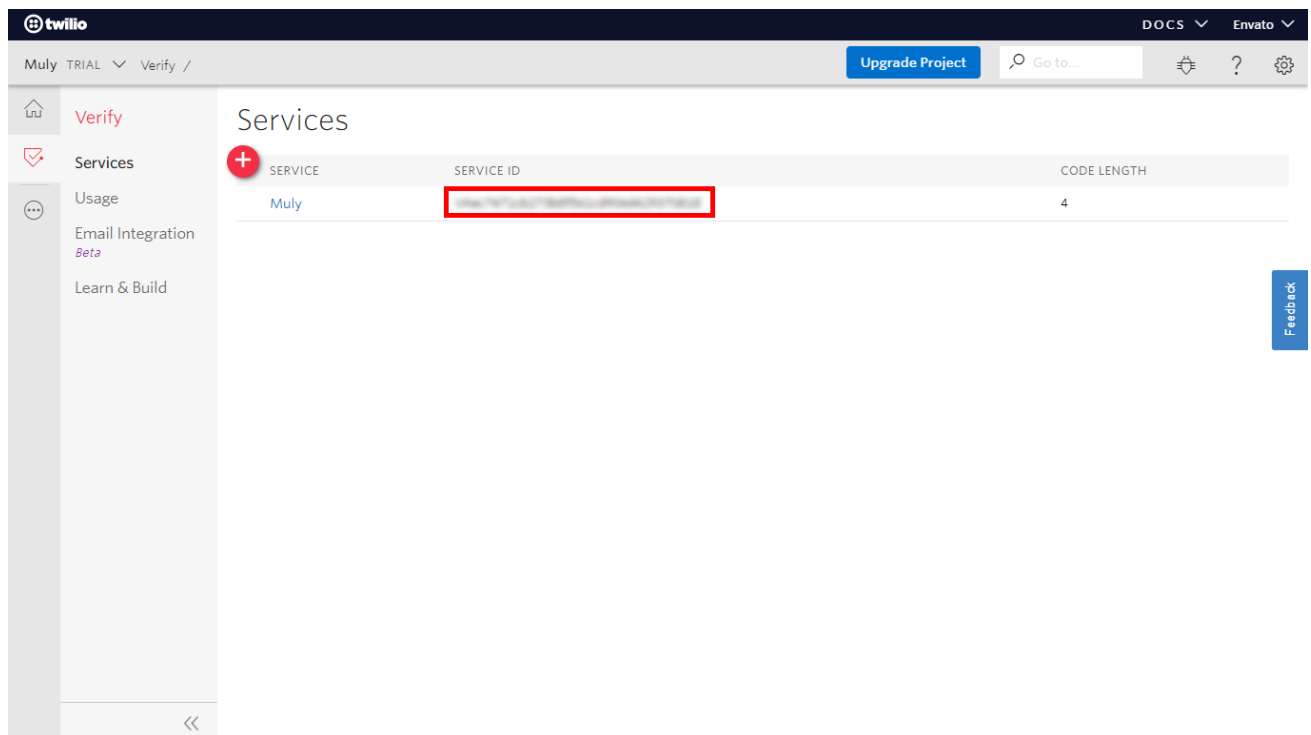 twilio
DOCS Envato
Muly TRIAL Verify / Upgrade Project Go to...
Verify
Services
Usage
Email Integration
Beta
Learn & Build
Services
SERVICE SERVICE ID CODE LENGTH
Muly 4
Feedback